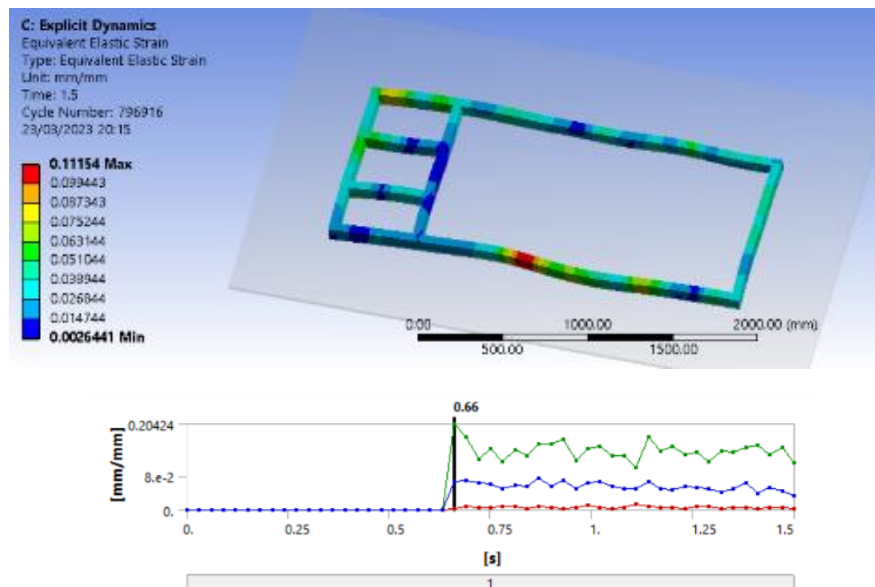 C: Explicit Dynamics
Equivalent Elastic Strain
Type: Equivalent Elastic Strain
Unit: mm/mm
Time: 1.5
Cycle Number: 796916
23/03/2023 20:15
0.11154 Max
0.099443
0.087343
0.075244
0.063144
0.051044
0.038944
0.026844
0.014744
0.0026441 Min
0.00 1000.00 2000.00 (mm)
500.00 1500.00
0.66
0.20424
[mm/mm]
8.e-2
0.
0. 0.25 0.5 0.75 1. 1.25 1.5
[s]
1